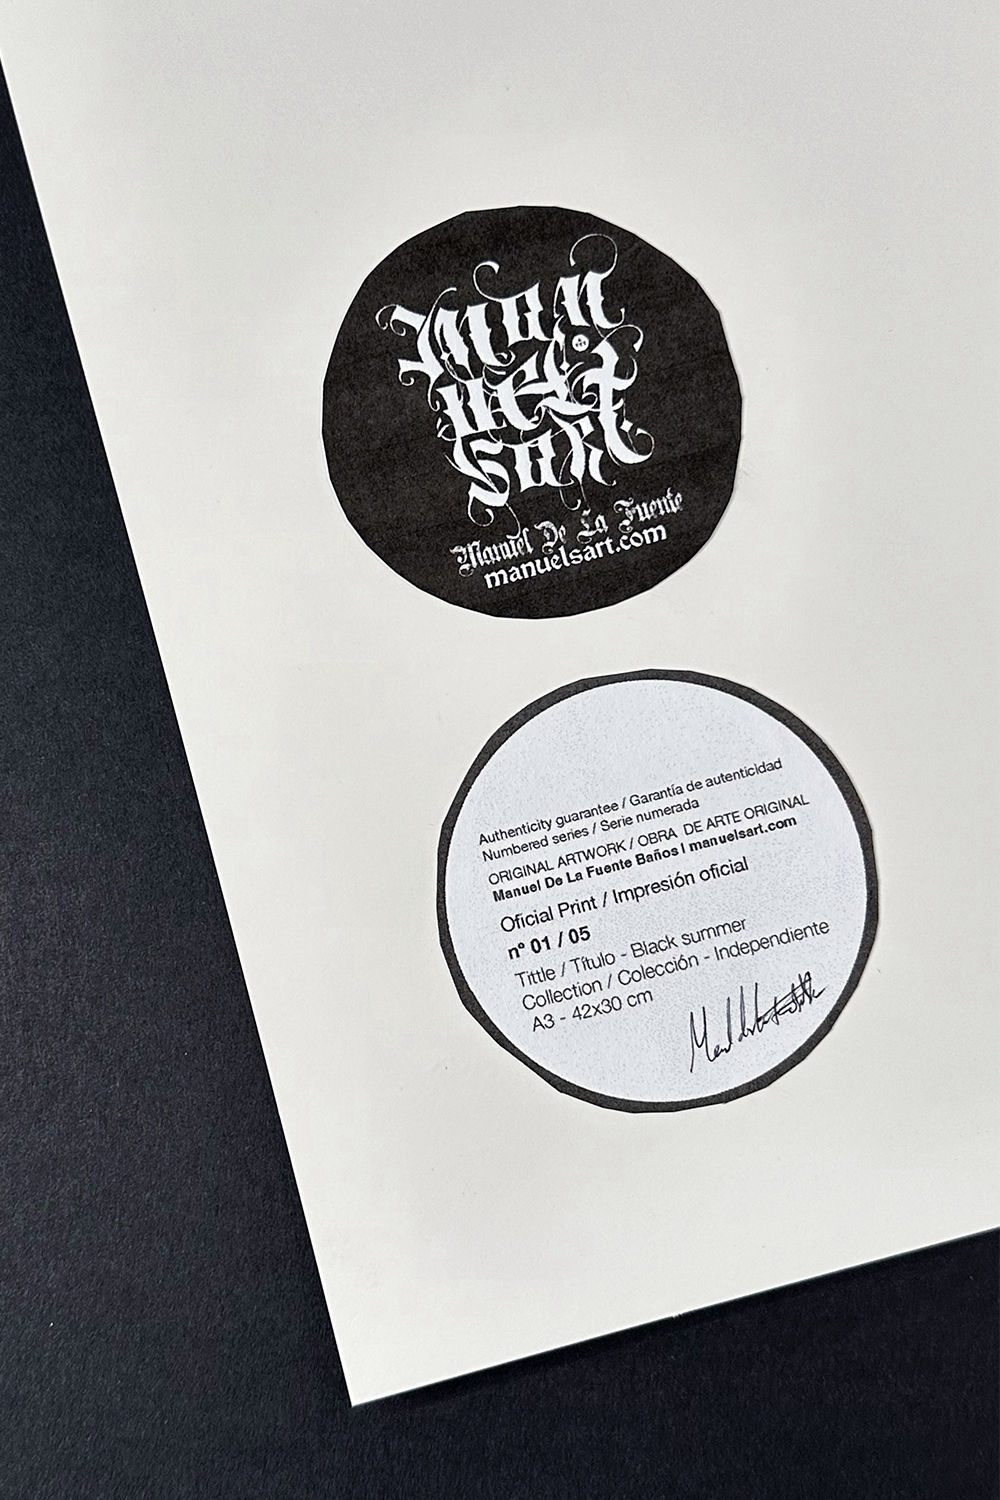 Man
uel
sart
Manuel De La Fuente
manuelsart.com
Authenticity guarantee / Garantía de autenticidad
Numbered series / Serie numerada
ORIGINAL ARTWORK / OBRA DE ARTE ORIGINAL
Manuel De La Fuente Baños | manuelsart.com
Oficial Print / Impresión oficial
nº 01 / 05
Tittle / Título - Black summer
Collection / Colección - Independiente
A3 - 42x30 cm